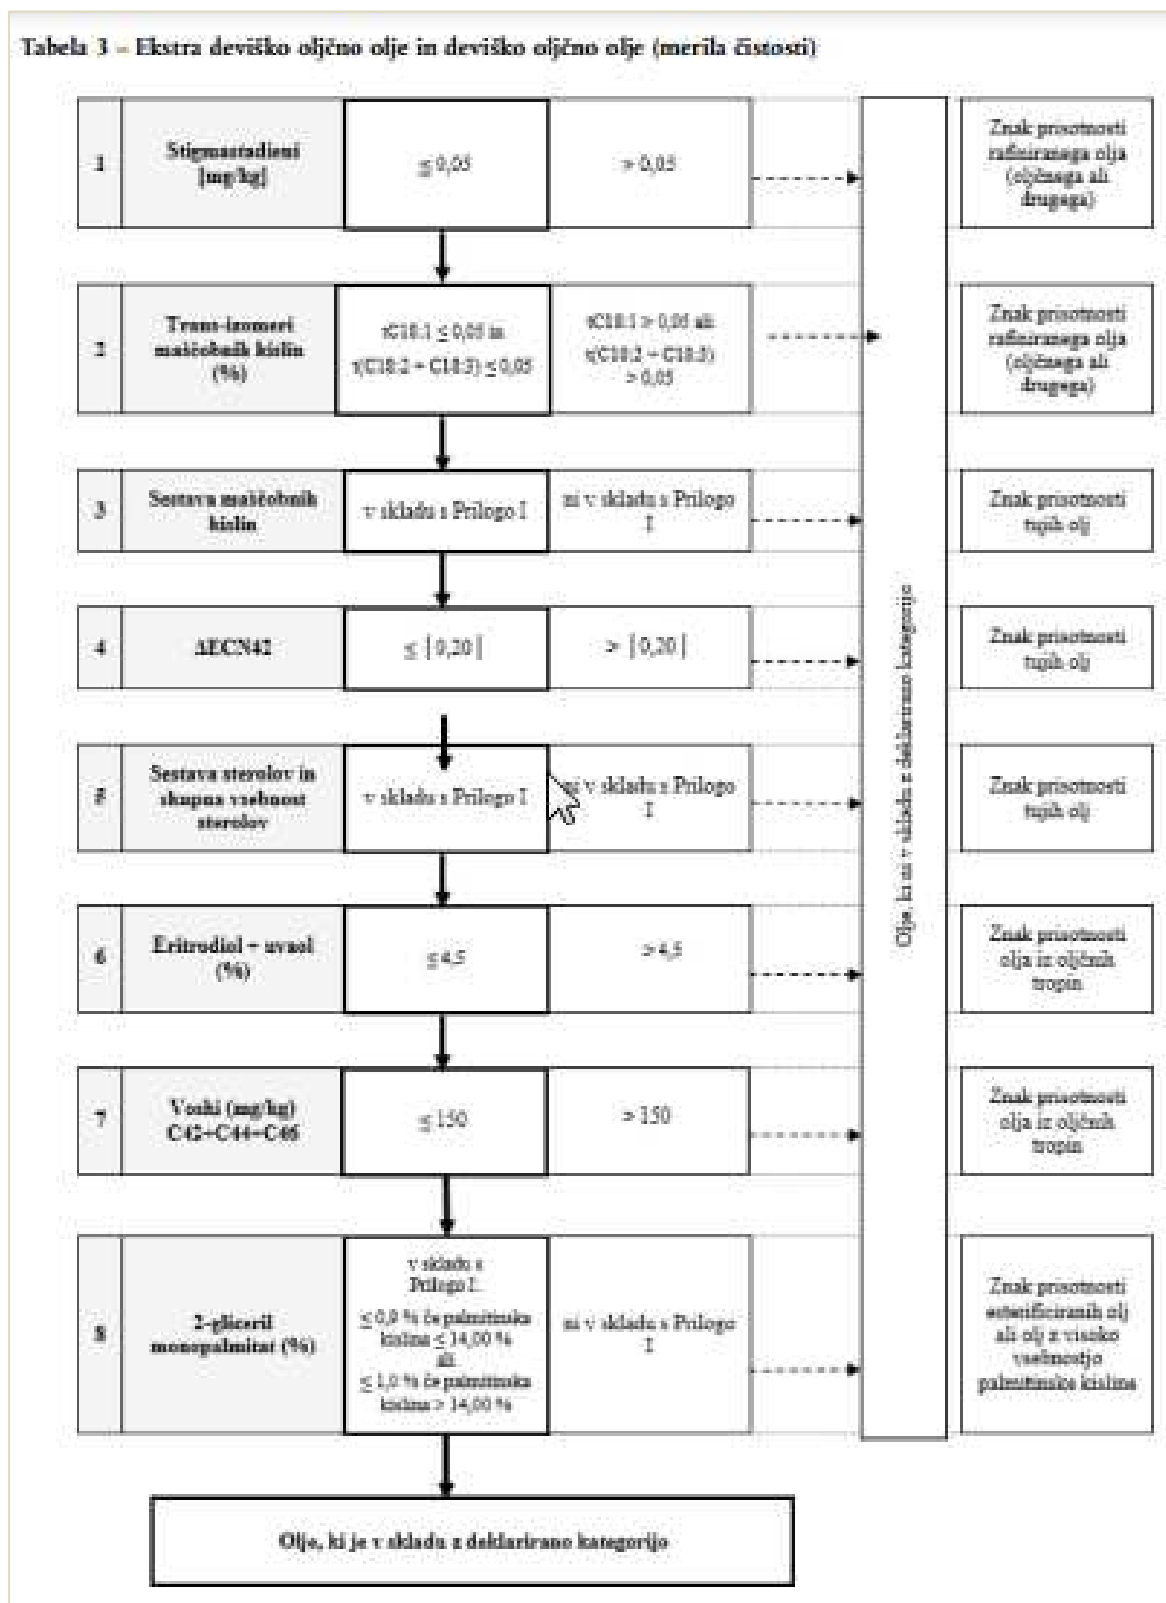 Tabela 3 – Ekstra deviško oljčno olje in deviško oljčno olje (merila čistosti)
1
Stigmastadieni
[mg/kg]
≤ 0,05
> 0,05
Znak prisotnosti
rafiniranega olja
(oljčnega ali
drugega)
2
Trans-izomeri
maščobnih kislin
(%)
tC18:1 ≤ 0,05 in
t(C18:2 + C18:3) ≤ 0,05
tC18:1 > 0,05 ali
t(C18:2 + C18:3)
> 0,05
Znak prisotnosti
rafiniranega olja
(oljčnega ali
drugega)
3
Sestava maščobnih
kislin
v skladu s Prilogo I
ni v skladu s Prilogo
I
Znak prisotnosti
tujih olj
4
ΔECN42
≤ |0,20|
> |0,20|
Znak prisotnosti
tujih olj
5
Sestava sterolov in
skupna vsebnost
sterolov
v skladu s Prilogo I
ni v skladu s Prilogo
I
Znak prisotnosti
tujih olj
6
Eritrodiol + uvaol
(%)
≤ 4,5
> 4,5
Znak prisotnosti
olja iz oljčnih
tropin
7
Voski (mg/kg)
C42+C44+C46
≤ 150
> 150
Znak prisotnosti
olja iz oljčnih
tropin
8
2-gliceril
monopalmitat (%)
v skladu s
Prilogo I:
≤ 0,9 % če palmitinska
kislina ≤ 14,00 %
ali
≤ 1,0 % če palmitinska
kislina > 14,00 %
ni v skladu s Prilogo
I
Znak prisotnosti
esterificiranih olj
ali olj z visoko
vsebnostjo
palmitinske kisline
Olje, ki ni v skladu z deklarirano kategorijo
Olje, ki je v skladu z deklarirano kategorijo